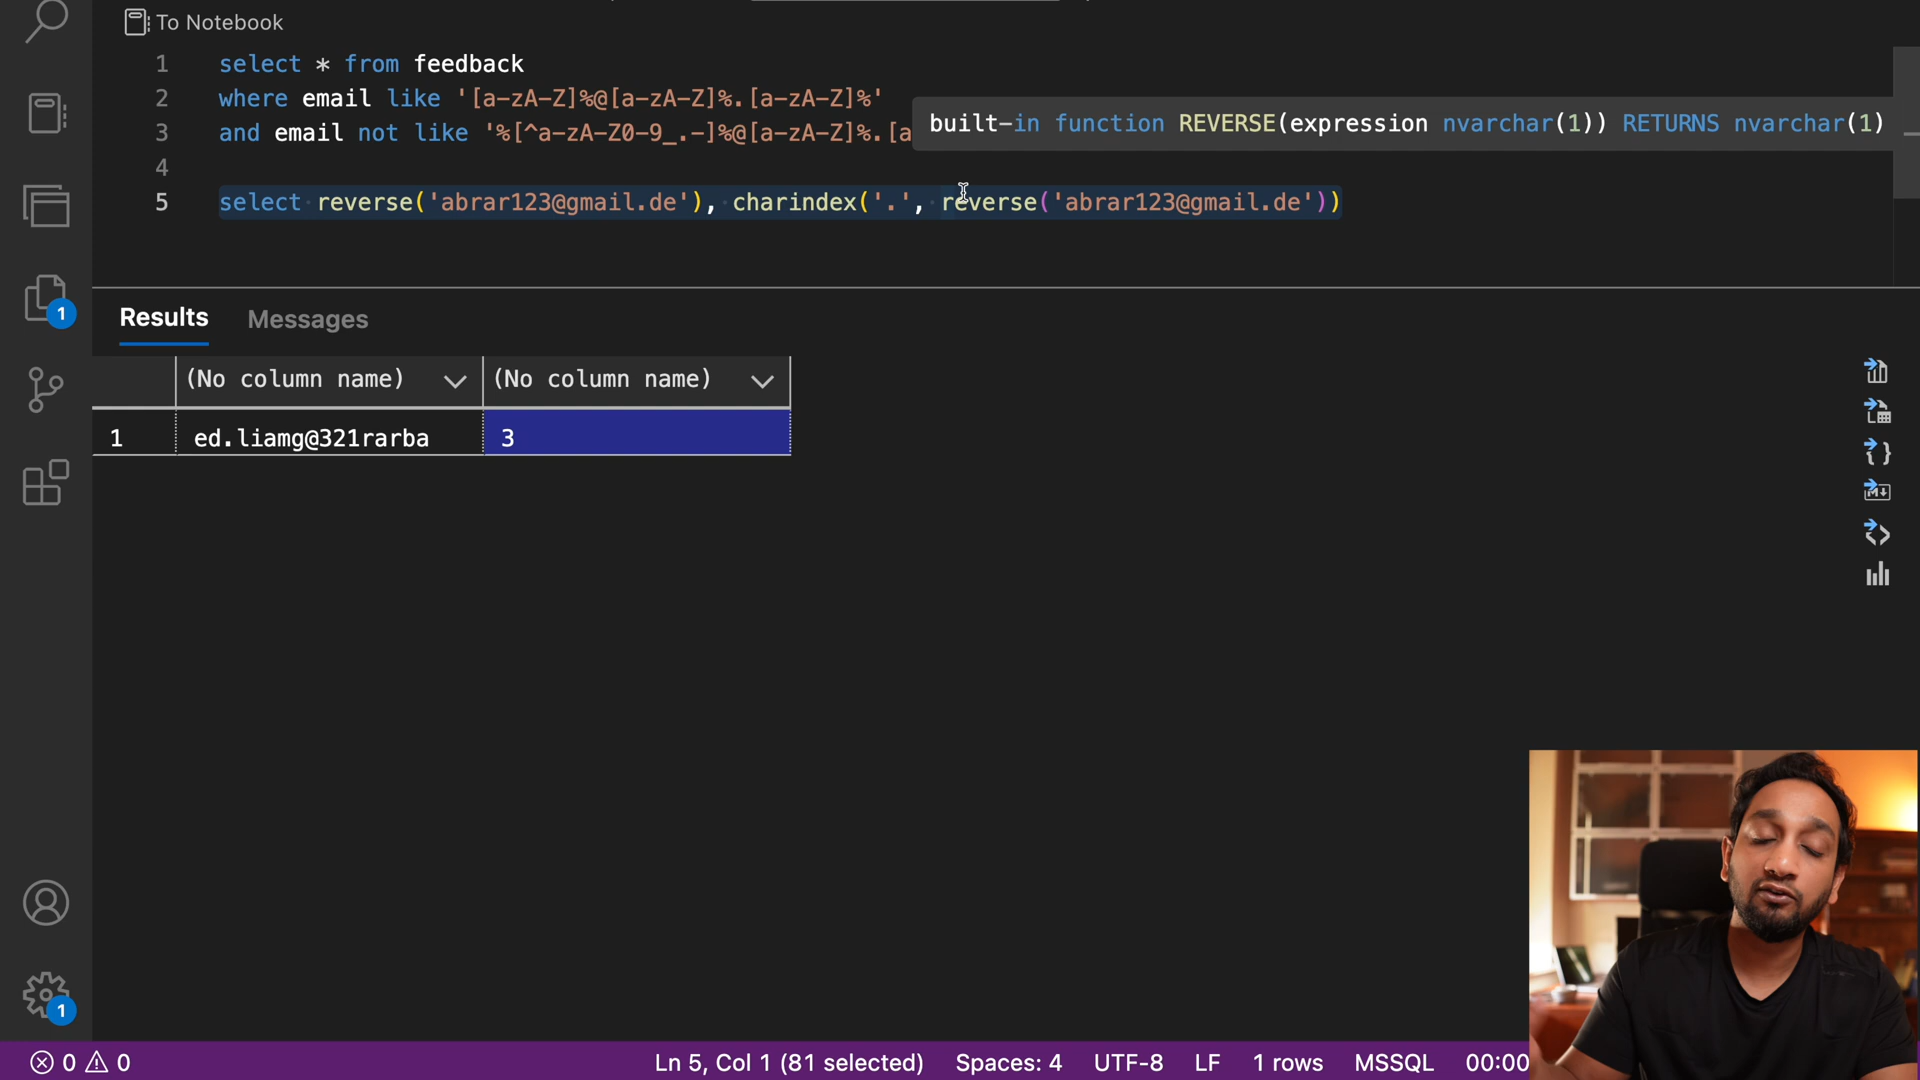 To Notebook
1 select * from feedback
2 where email like '[a-zA-Z]%@[a-zA-Z]%.[a-zA-Z]%'
3 and email not like '%[^a-zA-Z0-9_.-]%@[a-zA-Z]%.[a
built-in function REVERSE(expression nvarchar(1)) RETURNS nvarchar(1)
4
5 select reverse('abrar123@gmail.de'), charindex('.', reverse('abrar123@gmail.de'))
1
Results Messages
(No column name) (No column name)
1 ed.liamg@321rarba 3
1
0 0 Ln 5, Col 1 (81 selected) Spaces: 4 UTF-8 LF 1 rows MSSQL 00:00